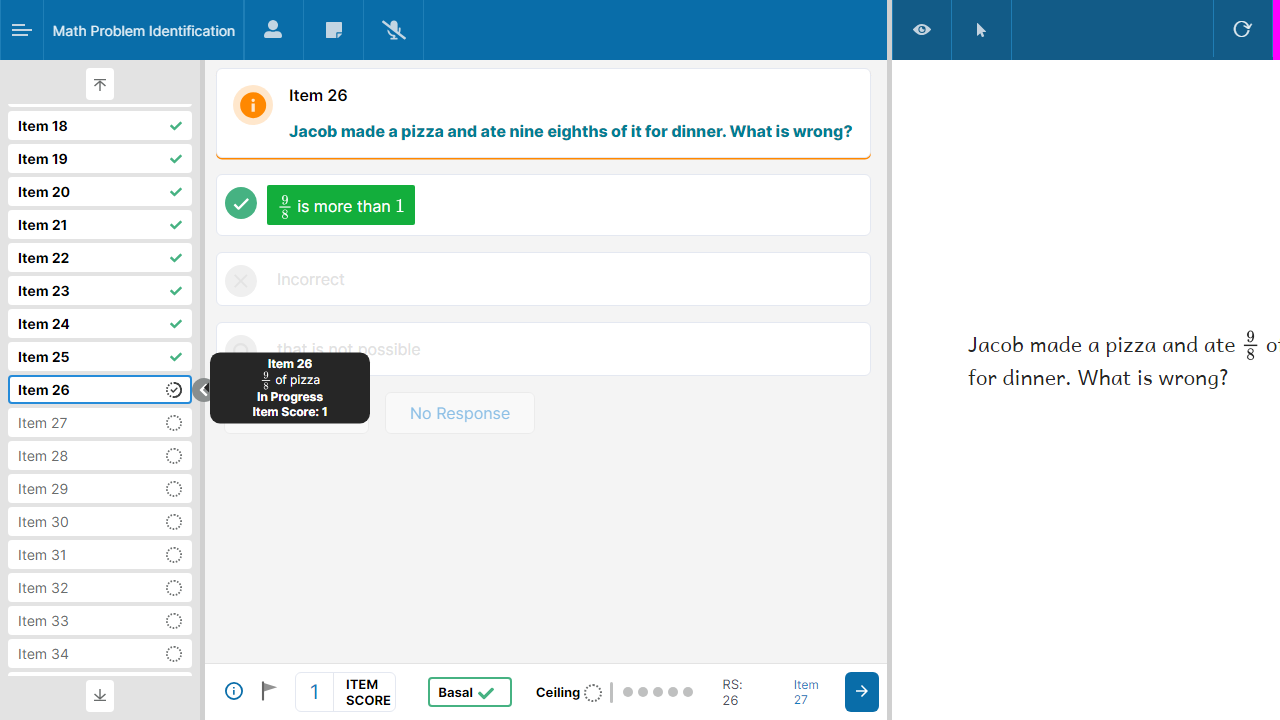 Math Problem Identification
Item 18
Item 19
Item 20
Item 21
Item 22
Item 23
Item 24
Item 25
Item 26
Item 27
Item 28
Item 29
Item 30
Item 31
Item 32
Item 33
Item 34
Item 26
Jacob made a pizza and ate nine eighths of it for dinner. What is wrong?
9/8 is more than 1
Incorrect
that is not possible
Item 26
9/8 of pizza
In Progress
Item Score: 1
No Response
1 ITEM SCORE
Basal
Ceiling
RS: 26
Item 27
Jacob made a pizza and ate 9/8 o
for dinner. What is wrong?